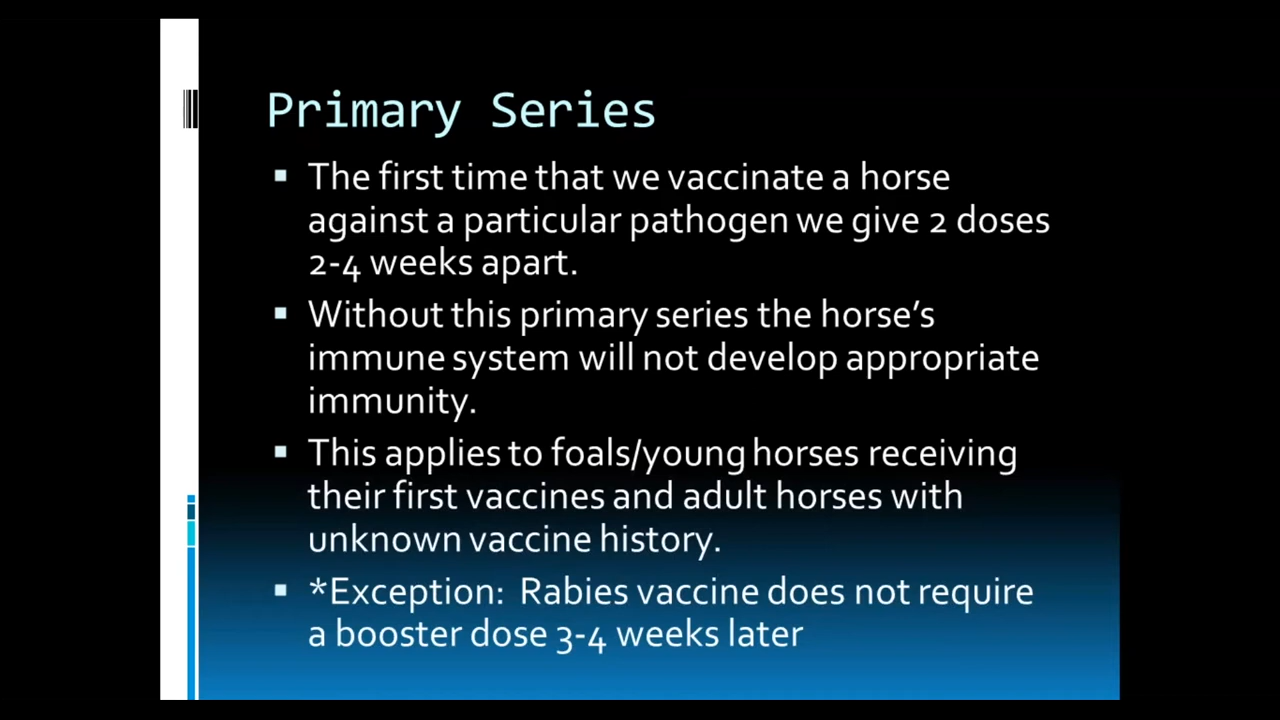 Primary Series
▪ The first time that we vaccinate a horse
against a particular pathogen we give 2 doses
2-4 weeks apart.
▪ Without this primary series the horse’s
immune system will not develop appropriate
immunity.
▪ This applies to foals/young horses receiving
their first vaccines and adult horses with
unknown vaccine history.
▪ *Exception: Rabies vaccine does not require
a booster dose 3-4 weeks later